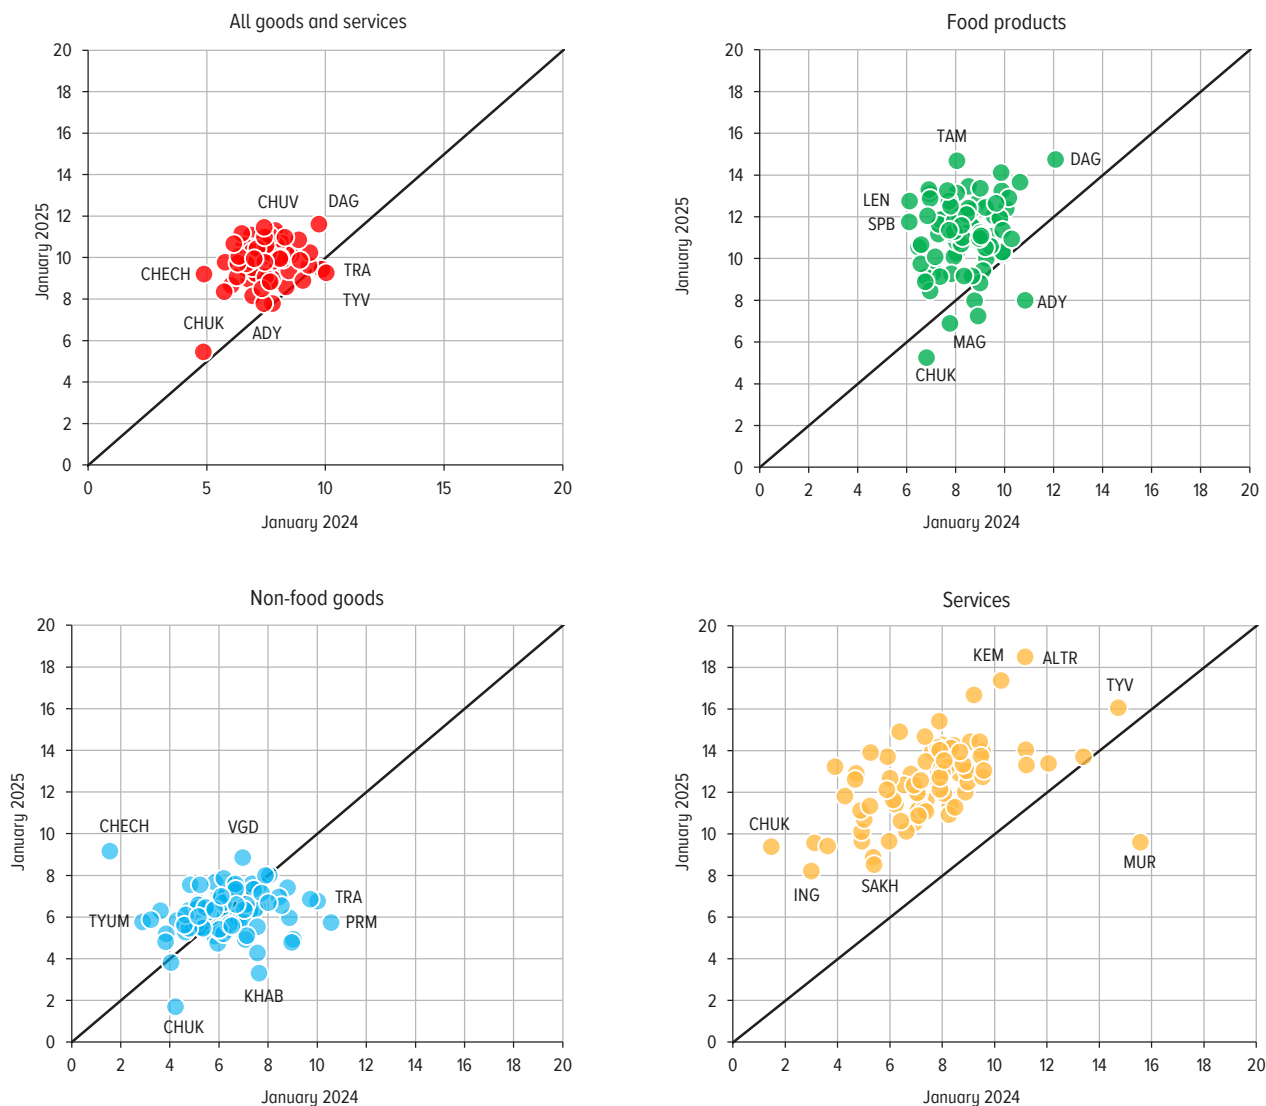 All goods and services
20
18
16
14
12
10
8
6
4
2
0
January 2025
CHUV
DAG
CHECH
TRA
TYV
CHUK
ADY
0 5 10 15 20
January 2024
Food products
20
18
16
14
12
10
8
6
4
2
0
January 2025
TAM
DAG
LEN
SPB
ADY
MAG
CHUK
0 2 4 6 8 10 12 14 16 18 20
January 2024
Non-food goods
20
18
16
14
12
10
8
6
4
2
0
January 2025
CHECH
VGD
TRA
TYUM
PRM
KHAB
CHUK
0 2 4 6 8 10 12 14 16 18 20
January 2024
Services
20
18
16
14
12
10
8
6
4
2
0
January 2025
KEM
ALTR
TYV
CHUK
MUR
SAKH
ING
0 2 4 6 8 10 12 14 16 18 20
January 2024